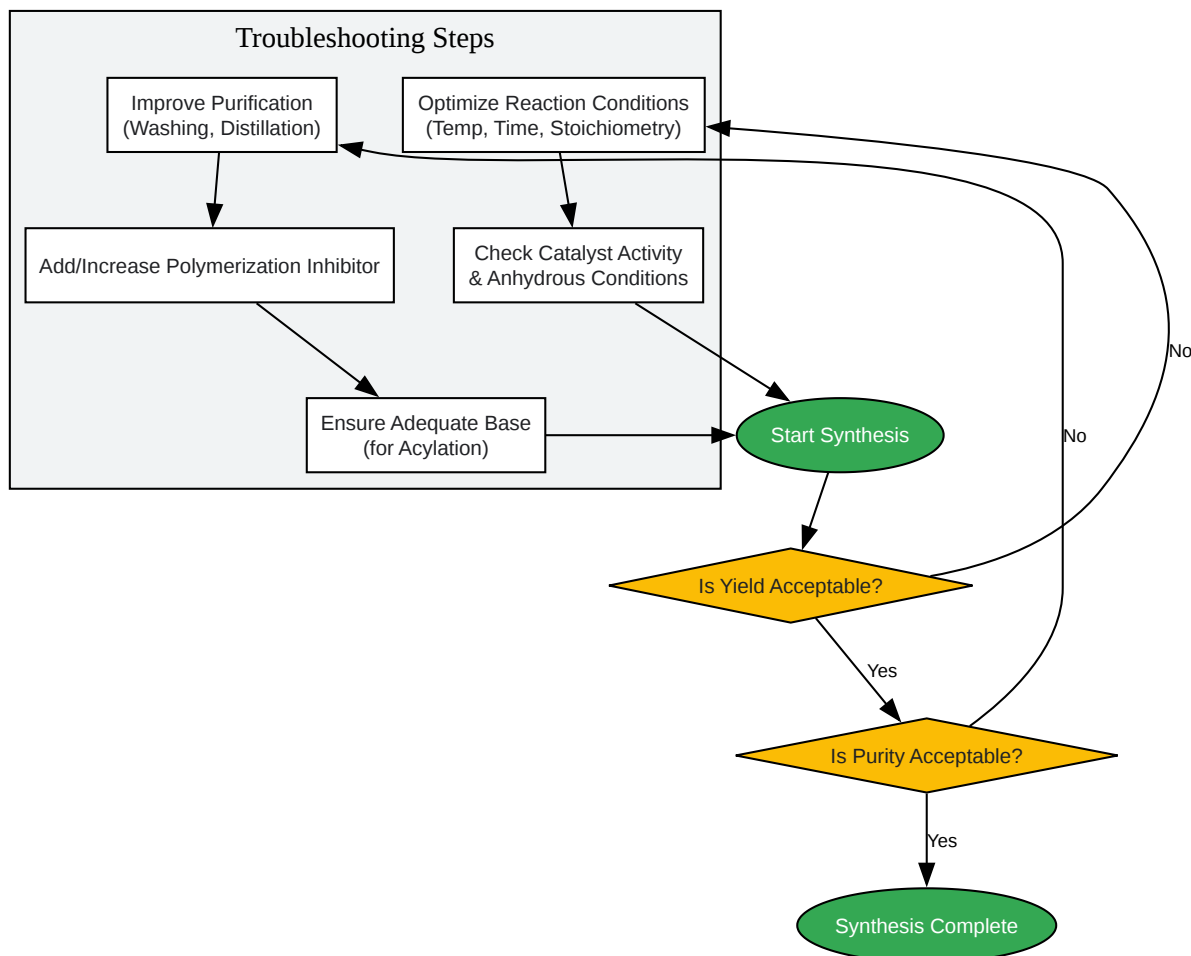 Troubleshooting Steps
Improve Purification
(Washing, Distillation)
Optimize Reaction Conditions
(Temp, Time, Stoichiometry)
Add/Increase Polymerization Inhibitor
Check Catalyst Activity
& Anhydrous Conditions
No
Ensure Adequate Base
(for Acylation)
Start Synthesis
No
Is Yield Acceptable?
Yes
Is Purity Acceptable?
Yes
Synthesis Complete